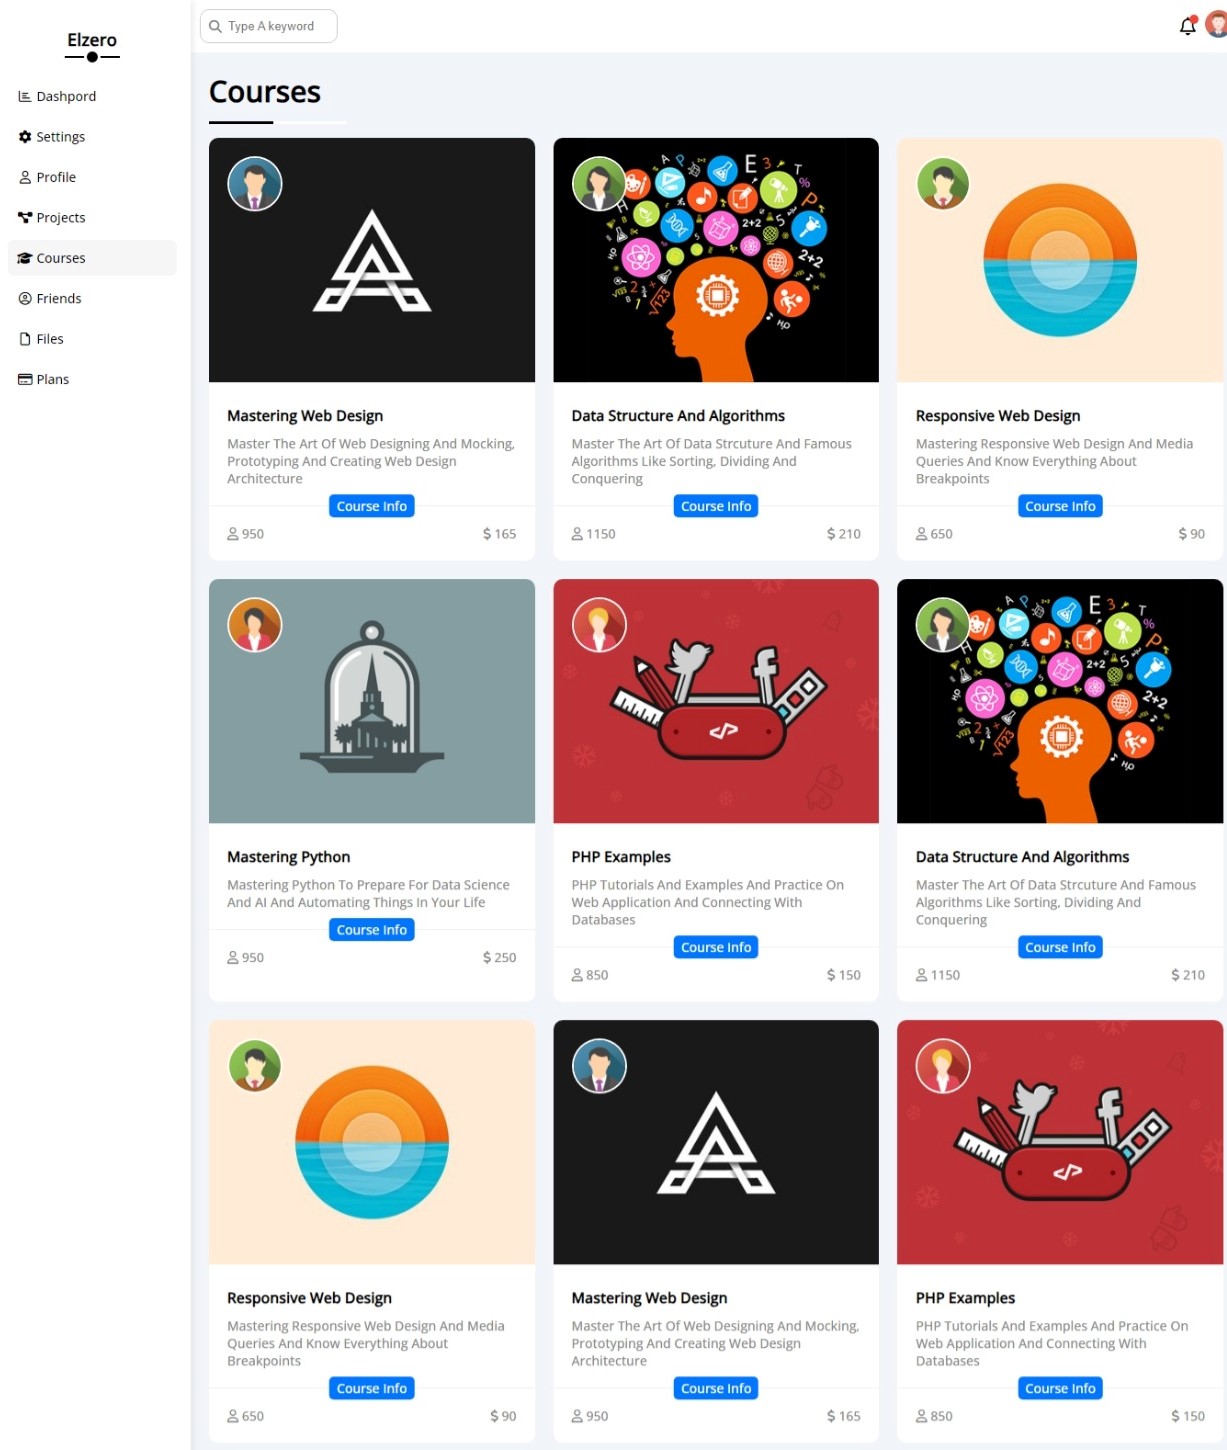 Elzero
Type A keyword
Dashpord
Settings
Profile
Projects
Courses
Friends
Files
Plans
Courses
Mastering Web Design
Master The Art Of Web Designing And Mocking,
Prototyping And Creating Web Design
Architecture
Course Info
950
$ 165
Data Structure And Algorithms
Master The Art Of Data Strcuture And Famous
Algorithms Like Sorting, Dividing And
Conquering
Course Info
1150
$ 210
Responsive Web Design
Mastering Responsive Web Design And Media
Queries And Know Everything About
Breakpoints
Course Info
650
$ 90
Mastering Python
Mastering Python To Prepare For Data Science
And AI And Automating Things In Your Life
Course Info
950
$ 250
PHP Examples
PHP Tutorials And Examples And Practice On
Web Application And Connecting With
Databases
Course Info
850
$ 150
Data Structure And Algorithms
Master The Art Of Data Strcuture And Famous
Algorithms Like Sorting, Dividing And
Conquering
Course Info
1150
$ 210
Responsive Web Design
Mastering Responsive Web Design And Media
Queries And Know Everything About
Breakpoints
Course Info
650
$ 90
Mastering Web Design
Master The Art Of Web Designing And Mocking,
Prototyping And Creating Web Design
Architecture
Course Info
950
$ 165
PHP Examples
PHP Tutorials And Examples And Practice On
Web Application And Connecting With
Databases
Course Info
850
$ 150